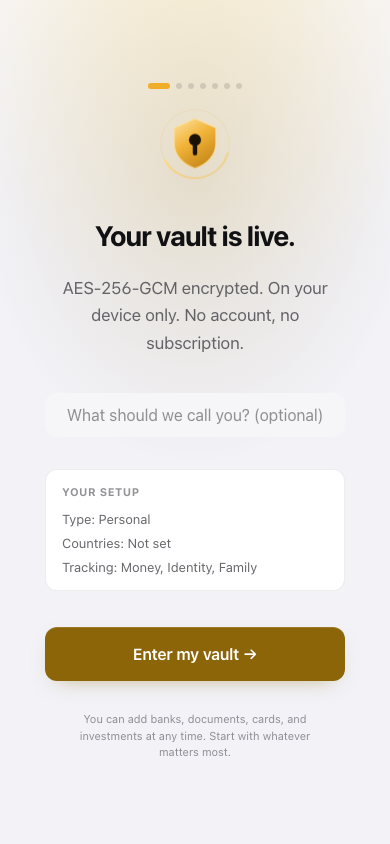 Your vault is live.
AES-256-GCM encrypted. On your
device only. No account, no
subscription.
What should we call you? (optional)
YOUR SETUP
Type: Personal
Countries: Not set
Tracking: Money, Identity, Family
Enter my vault →
You can add banks, documents, cards, and
investments at any time. Start with whatever
matters most.